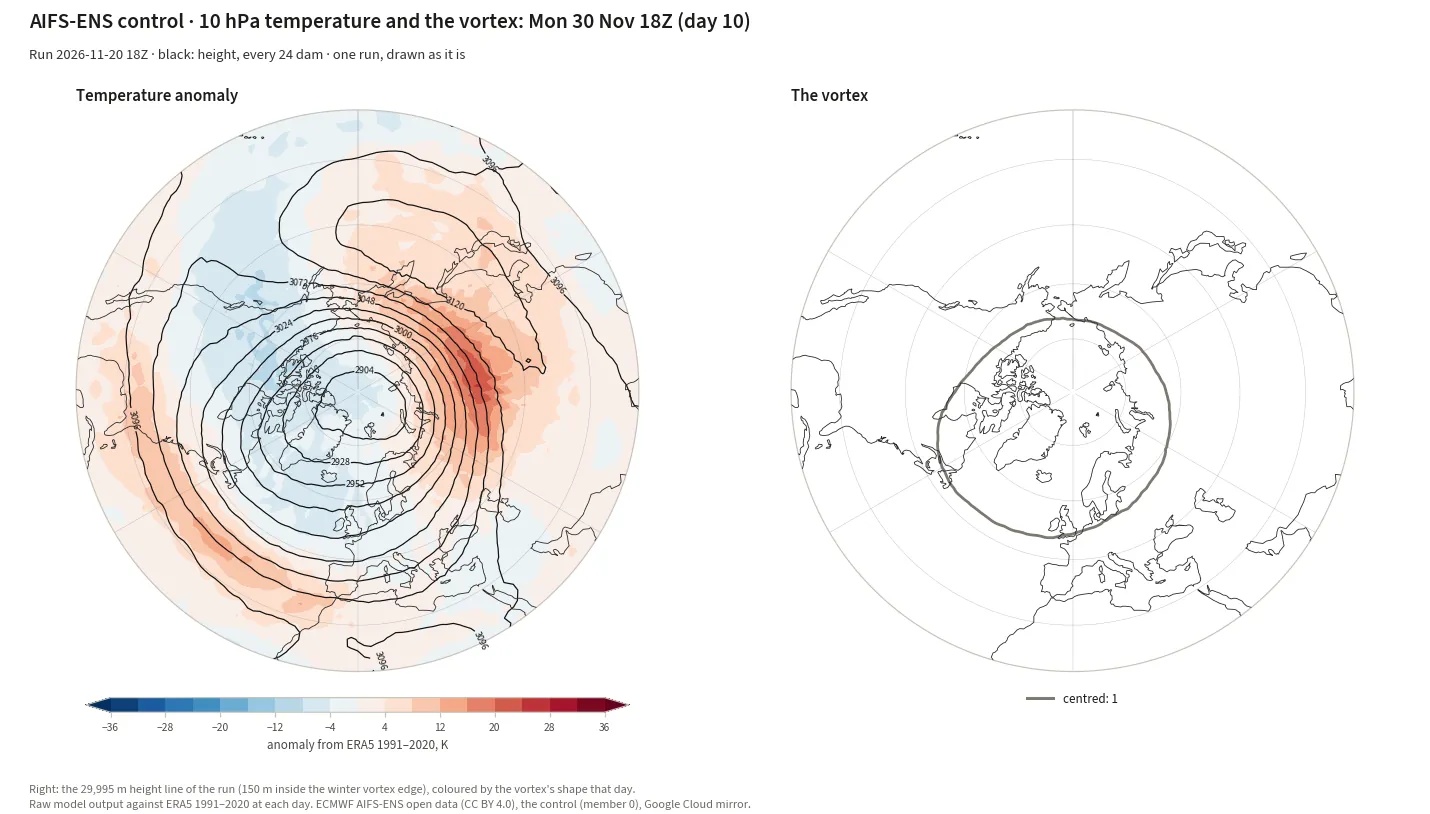 AIFS-ENS control · 10 hPa temperature and the vortex: Mon 30 Nov 18Z (day 10)
Run 2026-11-20 18Z · black: height, every 24 dam · one run, drawn as it is
Temperature anomaly
The vortex
3096
3072
3048
3120
3096
3024
3000
2976
2904
3096
2928
2952
3096
3096
−36 −28 −20 −12 −4 4 12 20 28 36
anomaly from ERA5 1991–2020, K
centred: 1
Right: the 29,995 m height line of the run (150 m inside the winter vortex edge), coloured by the vortex's shape that day.
Raw model output against ERA5 1991–2020 at each day. ECMWF AIFS-ENS open data (CC BY 4.0), the control (member 0), Google Cloud mirror.